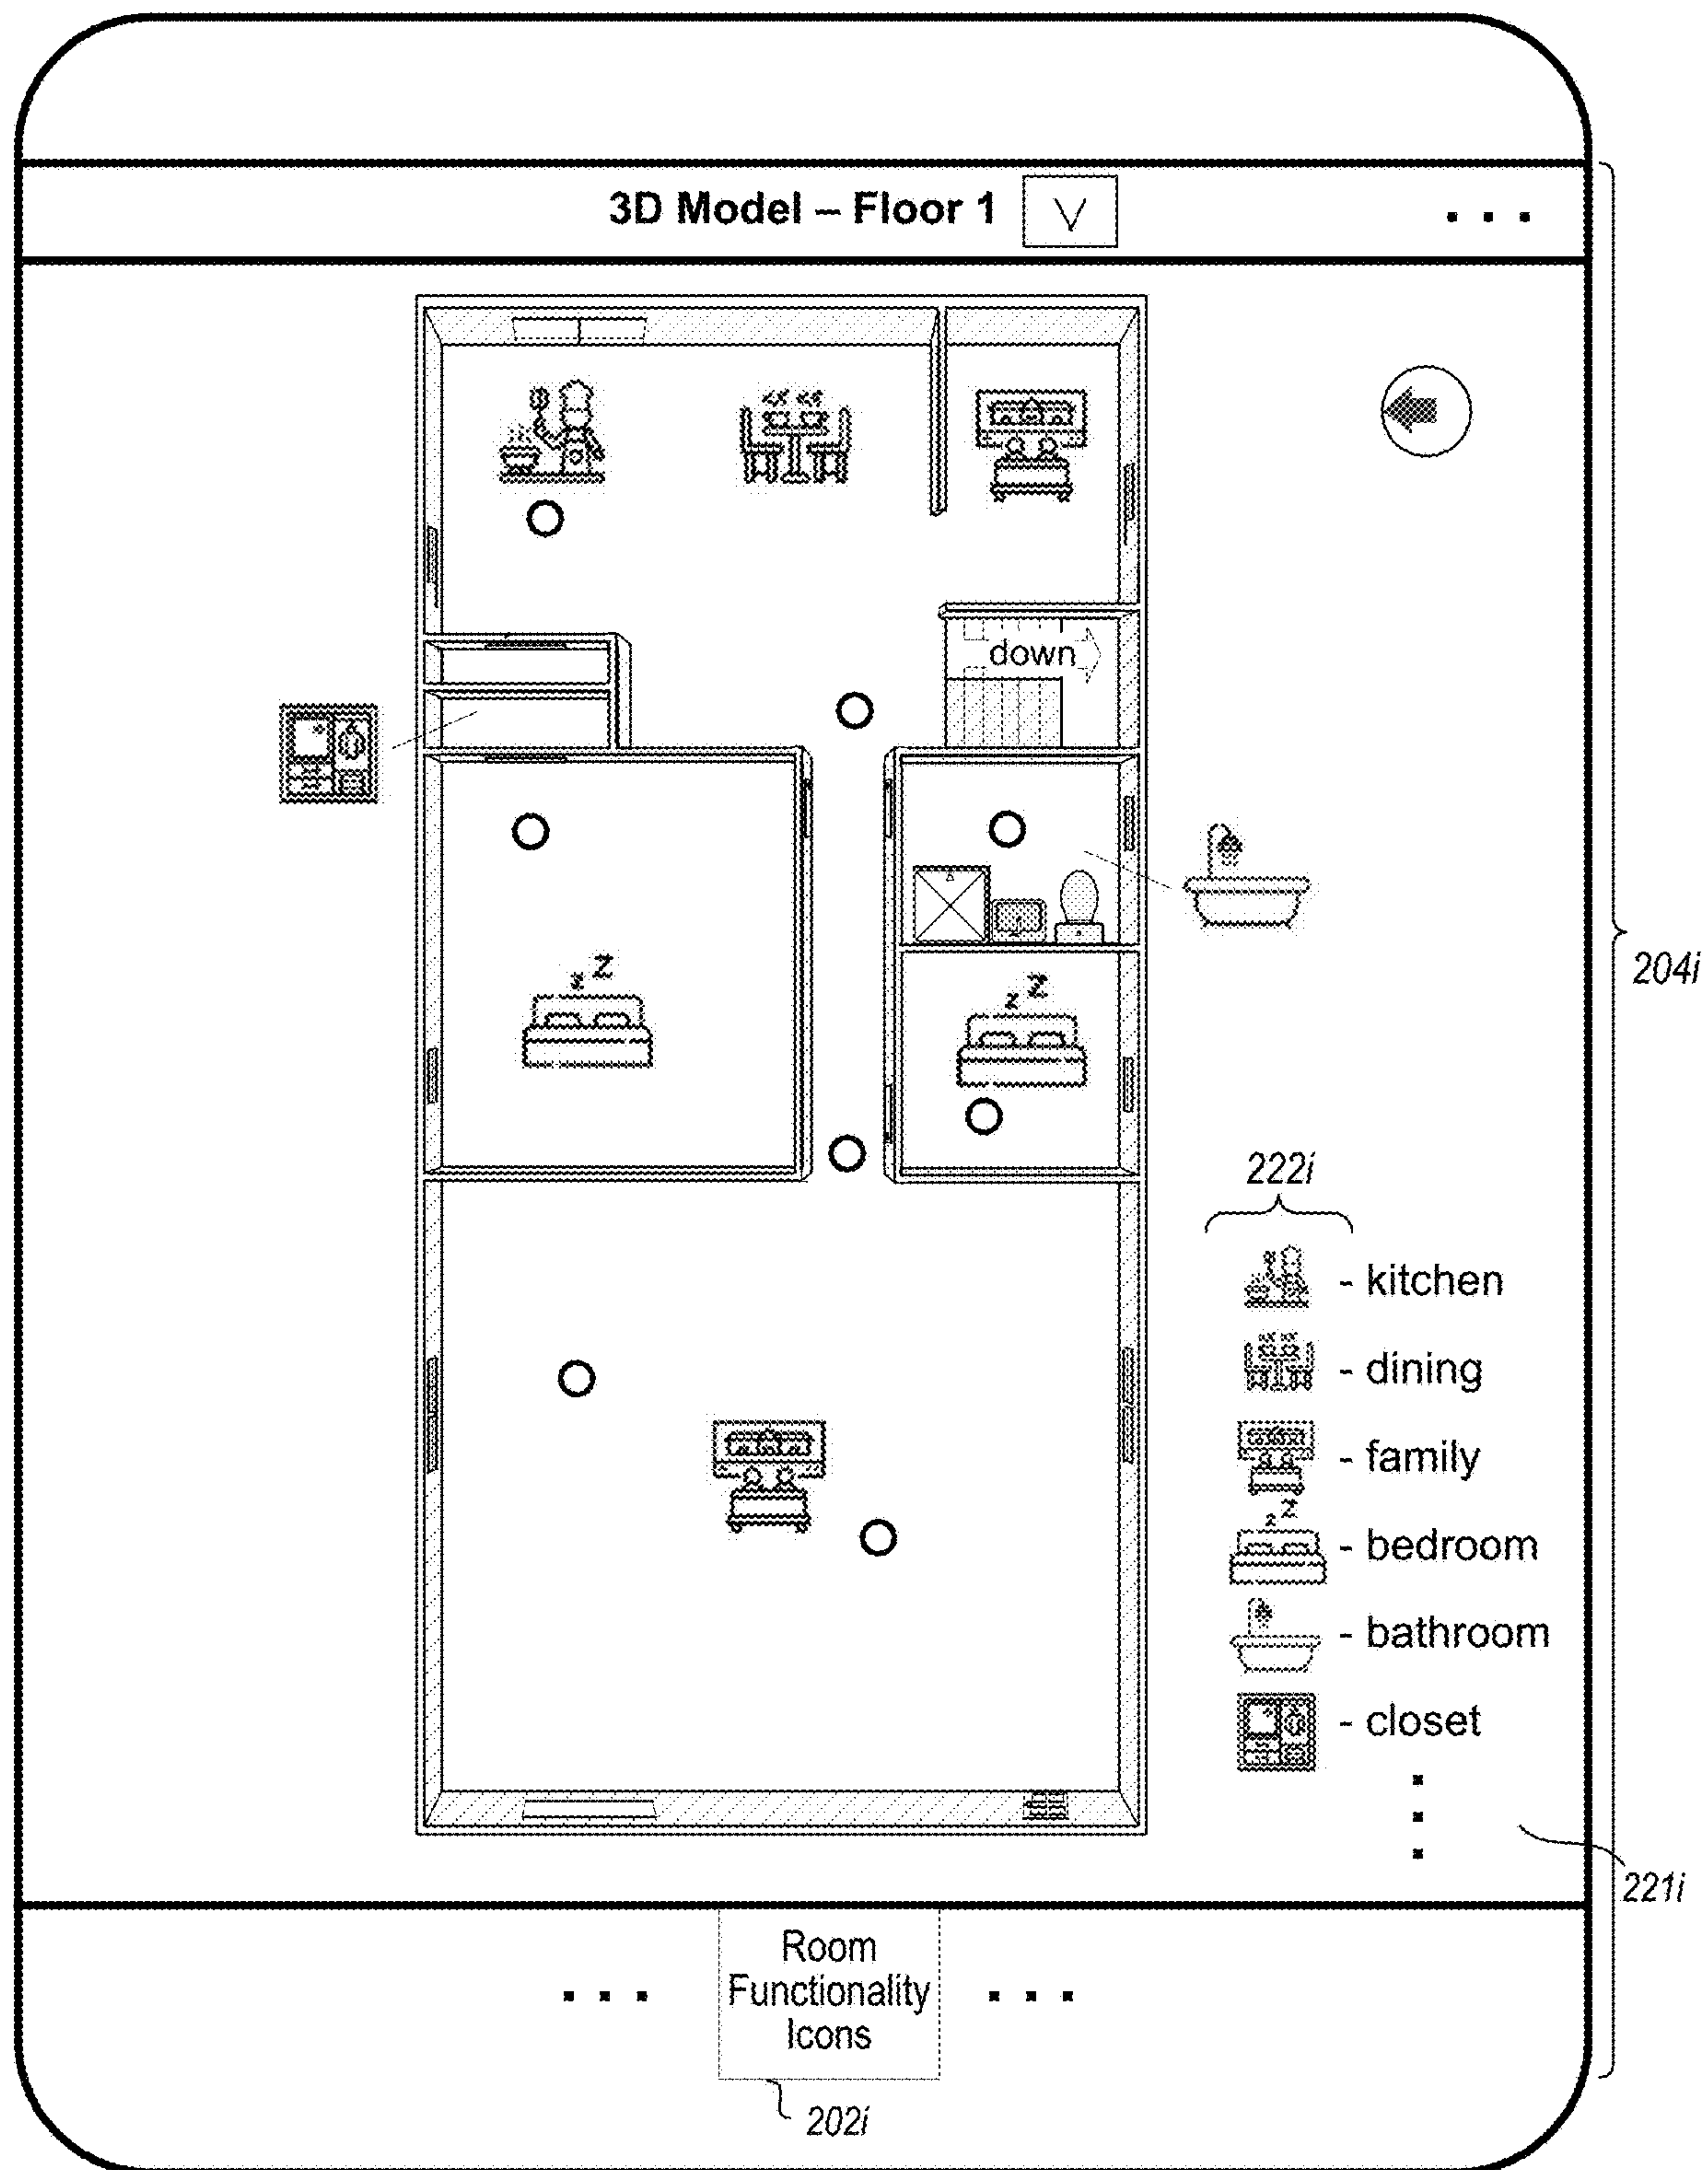 3D Model – Floor 1 V ...
down
z Z
z Z
204i
222i
- kitchen
- dining
- family
z Z
- bedroom
- bathroom
- closet
221i
Room
... Functionality ...
Icons
202i